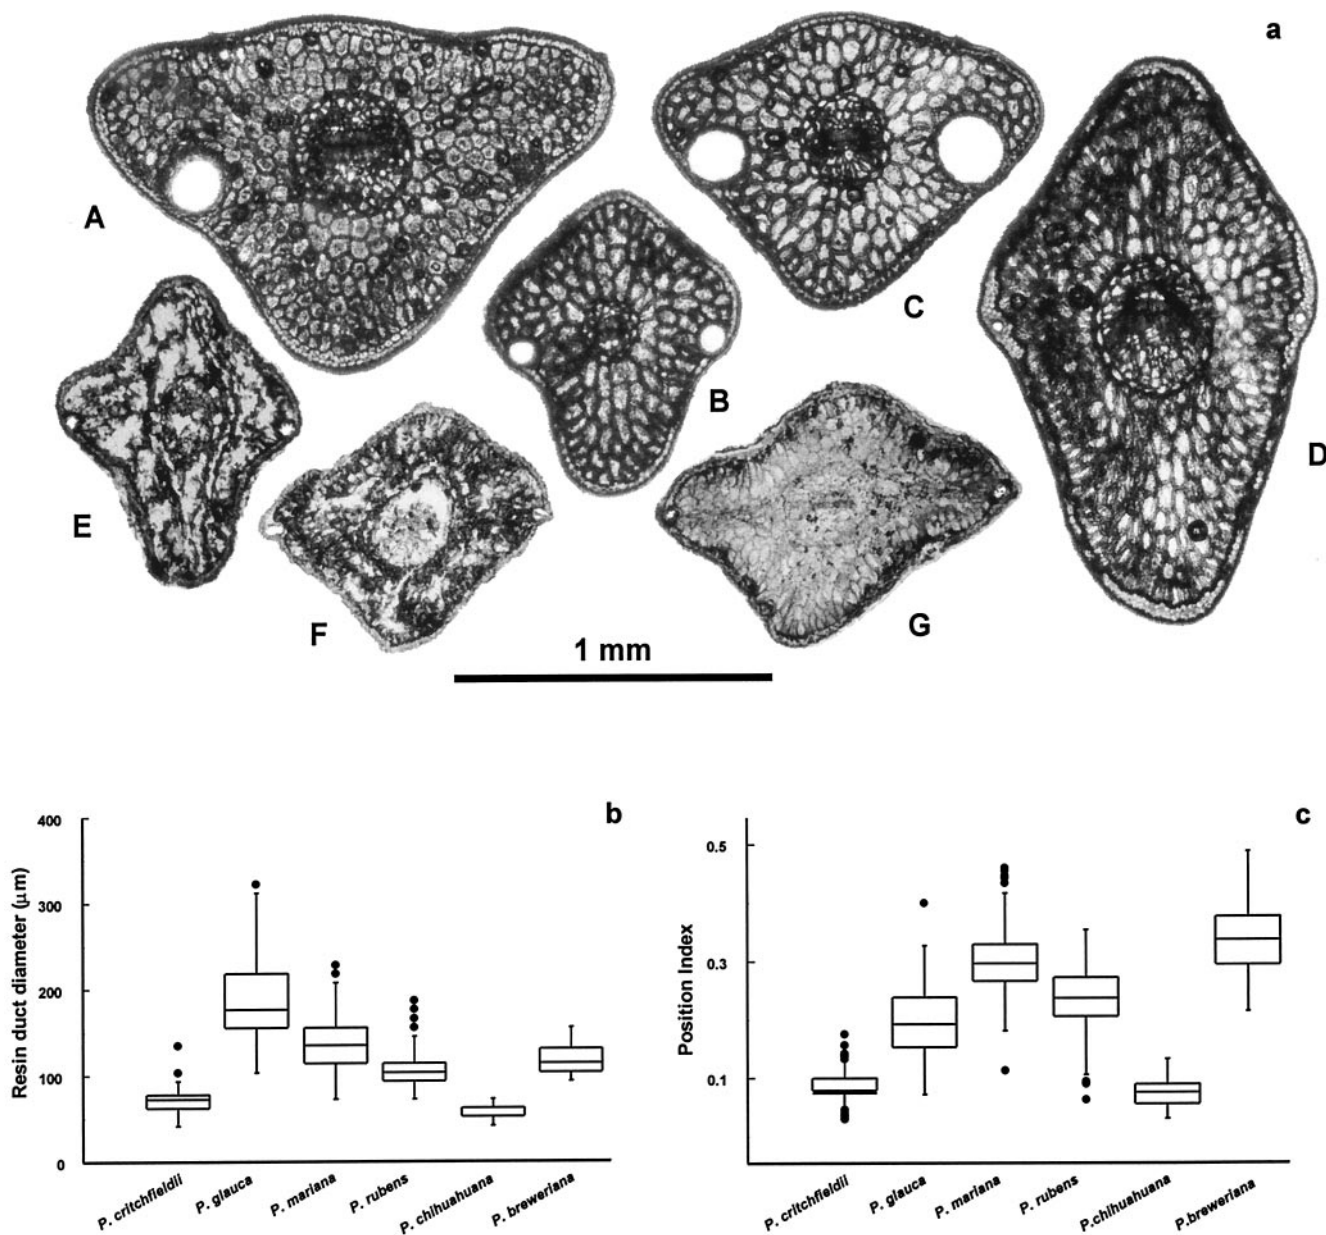 a
A
C
B
D
E
F
G
1 mm
b
c
Resin duct diameter (μm)
400
300
200
100
0
P. critchfieldii
P. glauca
P. mariana
P. rubens
P. chihuahuana
P. breweriana
Position Index
0.5
0.3
0.1
P. critchfieldii
P. glauca
P. mariana
P. rubens
P.chihuahuana
P.breweriana